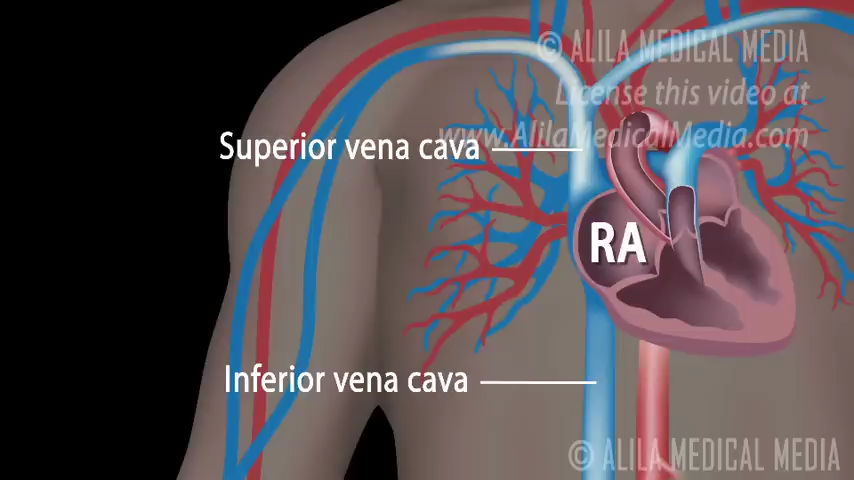 © ALILA MEDICAL MEDIA
License this video at
www.AlilaMedicalMedia.com
Superior vena cava
RA
Inferior vena cava
© ALILA MEDICAL MEDIA